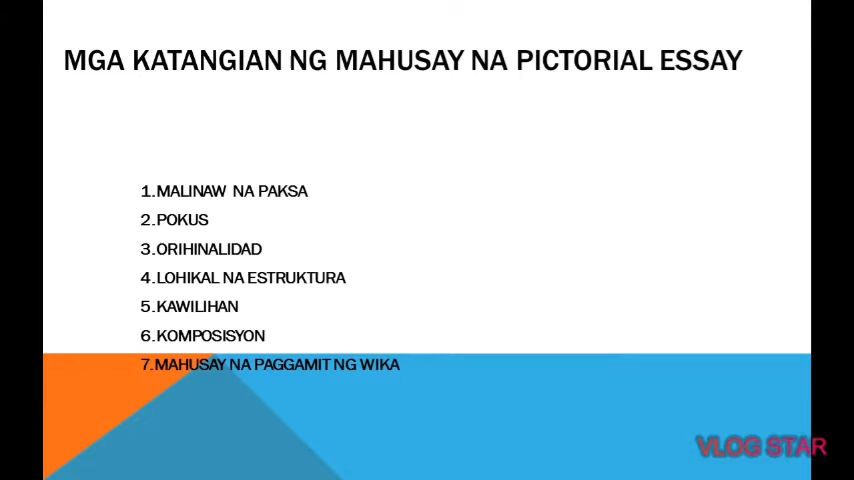 MGA KATANGIAN NG MAHUSAY NA PICTORIAL ESSAY
1.MALINAW NA PAKSA
2.POKUS
3.ORIHINALIDAD
4.LOHIKAL NA ESTRUKTURA
5.KAWILIHAN
6.KOMPOSISYON
7.MAHUSAY NA PAGGAMIT NG WIKA
VLOG STAR